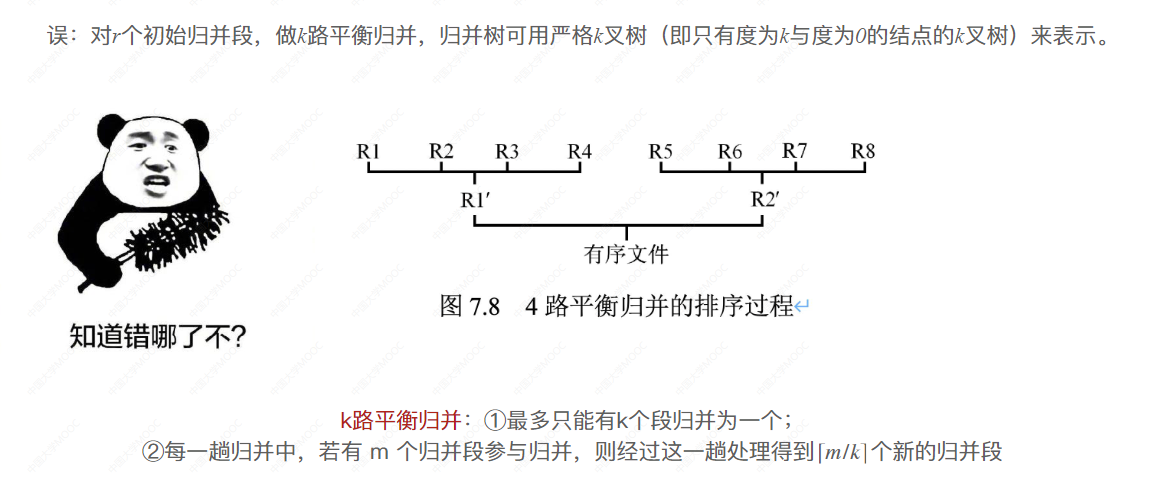 误：对r个初始归并段，做k路平衡归并，归并树可用严格k叉树（即只有度为k与度为0的结点的k叉树）来表示。
R1 R2 R3 R4 R5 R6 R7 R8
R1′ R2′
有序文件
图 7.8 4 路平衡归并的排序过程↵
知道错哪了不？
k路平衡归并：①最多只能有k个段归并为一个；
②每一趟归并中，若有 m 个归并段参与归并，则经过这一趟处理得到⌈m/k⌉个新的归并段